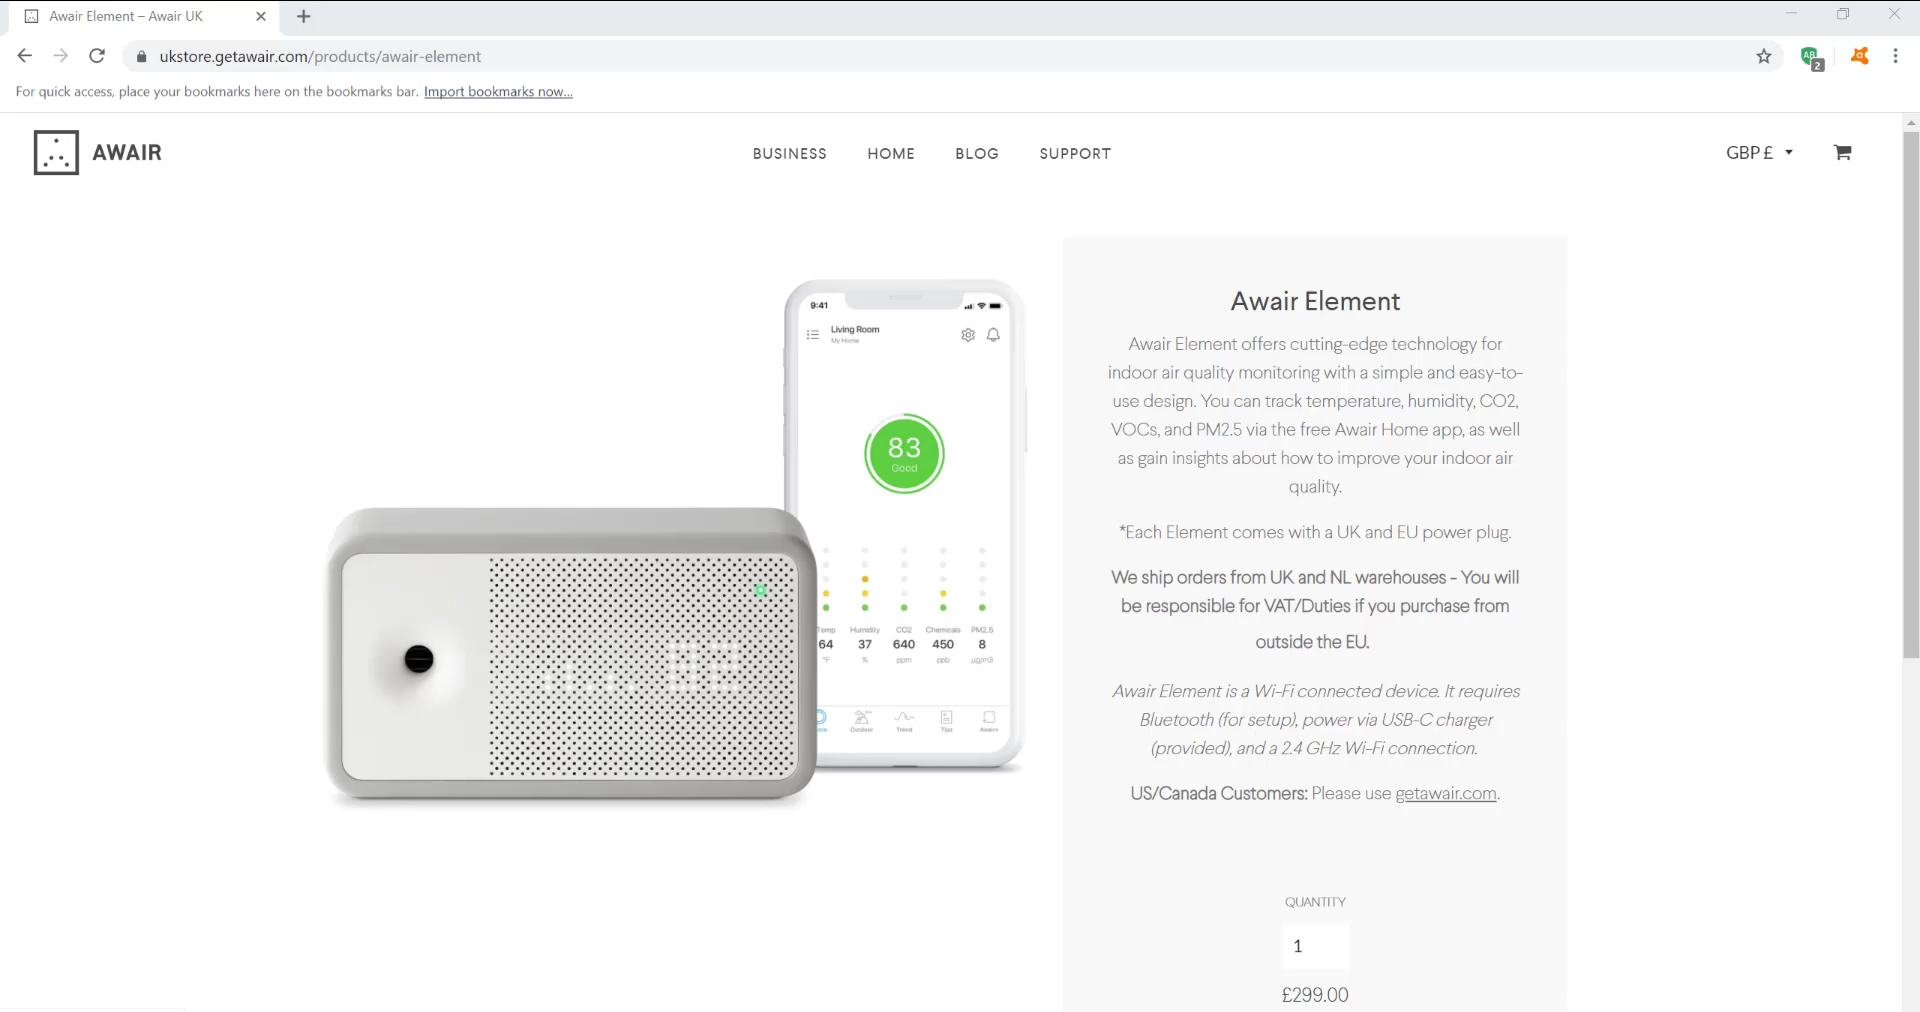 Awair Element – Awair UK
ukstore.getawair.com/products/awair-element
AB
2
For quick access, place your bookmarks here on the bookmarks bar. Import bookmarks now...
AWAIR
BUSINESS HOME BLOG SUPPORT
GBP £
9:41
Living Room
My Home
83
Good
Temp Humidity CO2 Chemicals PM2.5
64 37 640 450 8
°F % ppm ppb µg/m3
Outdoor Trend Tips Awair+
Awair Element
Awair Element offers cutting-edge technology for
indoor air quality monitoring with a simple and easy-to-
use design. You can track temperature, humidity, CO2,
VOCs, and PM2.5 via the free Awair Home app, as well
as gain insights about how to improve your indoor air
quality.
*Each Element comes with a UK and EU power plug.
We ship orders from UK and NL warehouses - You will
be responsible for VAT/Duties if you purchase from
outside the EU.
Awair Element is a Wi-Fi connected device. It requires
Bluetooth (for setup), power via USB-C charger
(provided), and a 2.4 GHz Wi-Fi connection.
US/Canada Customers: Please use getawair.com.
QUANTITY
1
£299.00